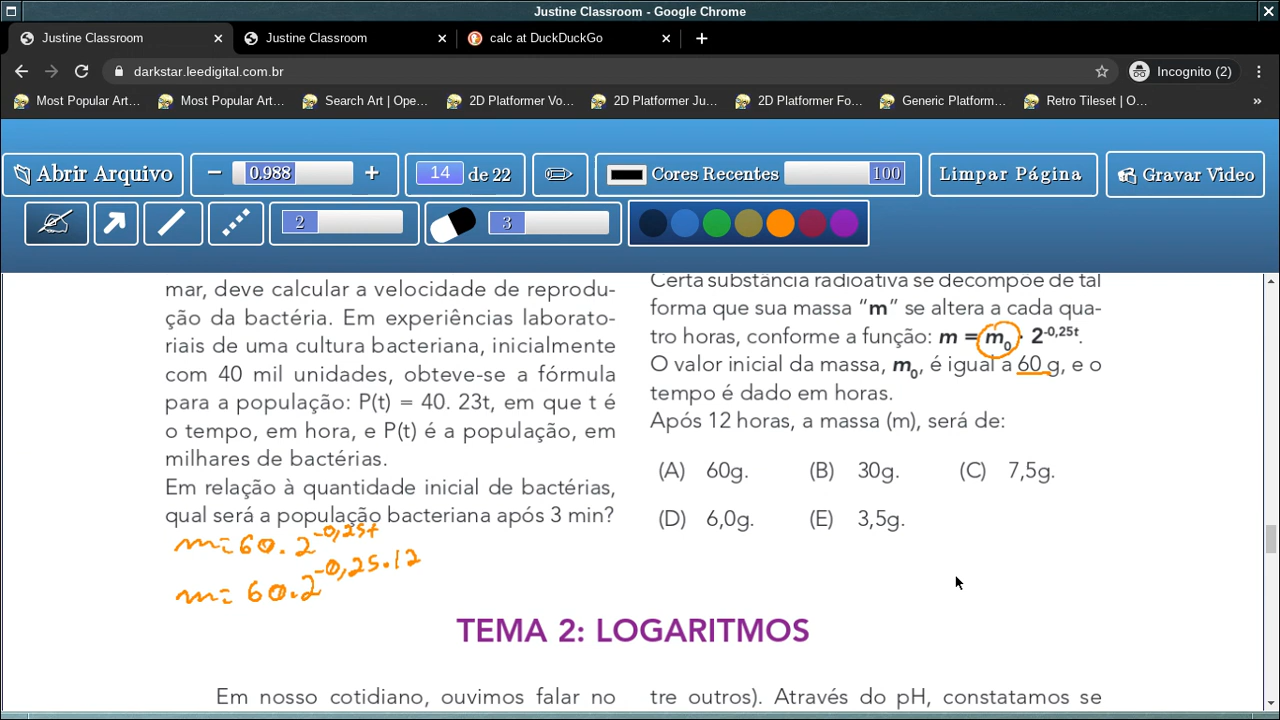 Justine Classroom - Google Chrome
Justine Classroom
Justine Classroom
calc at DuckDuckGo
darkstar.leedigital.com.br
Incognito (2)
Most Popular Art...
Most Popular Art...
Search Art | Ope...
2D Platformer Vo...
2D Platformer Ju...
2D Platformer Fo...
Generic Platform...
Retro Tileset | O...
»
Abrir Arquivo
− 0.988 +
14 de 22
Cores Recentes 100
Limpar Página
Gravar Video
2
3
mar, deve calcular a velocidade de reprodu-
ção da bactéria. Em experiências laborato-
riais de uma cultura bacteriana, inicialmente
com 40 mil unidades, obteve-se a fórmula
para a população: P(t) = 40. 23t, em que t é
o tempo, em hora, e P(t) é a população, em
milhares de bactérias.
Em relação à quantidade inicial de bactérias,
qual será a população bacteriana após 3 min?
m=60.2^-0,25t
m=60.2^-0,25.12
Certa substância radioativa se decompõe de tal
forma que sua massa “m” se altera a cada qua-
tro horas, conforme a função: m = m₀ · 2^-0,25t.
O valor inicial da massa, m₀, é igual a 60 g, e o
tempo é dado em horas.
Após 12 horas, a massa (m), será de:
(A) 60g. (B) 30g. (C) 7,5g.
(D) 6,0g. (E) 3,5g.
TEMA 2: LOGARITMOS
Em nosso cotidiano, ouvimos falar no
tre outros). Através do pH, constatamos se